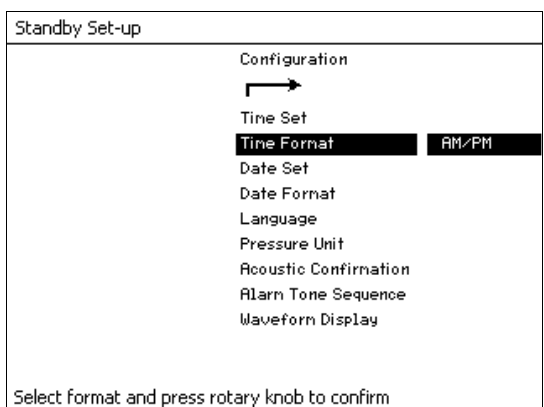 Standby Set-up
Configuration
Time Set
Time Format AM/PM
Date Set
Date Format
Language
Pressure Unit
Acoustic Confirmation
Alarm Tone Sequence
Waveform Display
Select format and press rotary knob to confirm